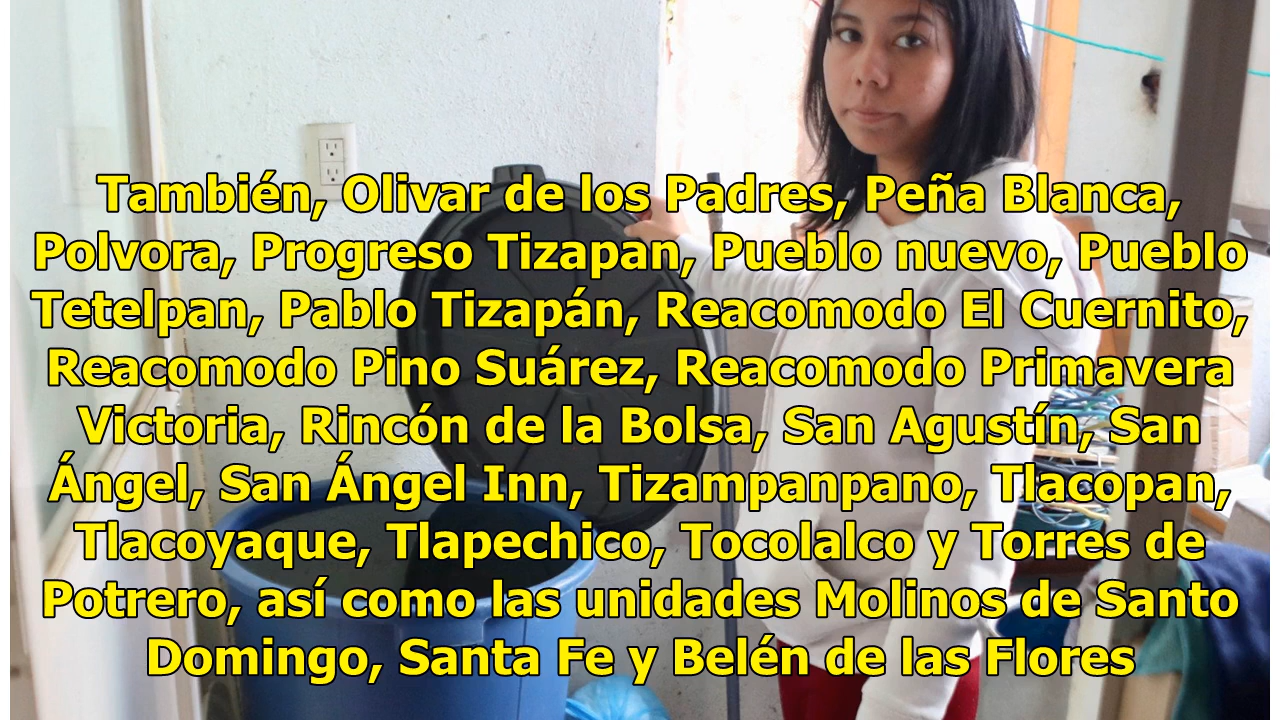 También, Olivar de los Padres, Peña Blanca,
Polvora, Progreso Tizapan, Pueblo nuevo, Pueblo
Tetelpan, Pablo Tizapán, Reacomodo El Cuernito,
Reacomodo Pino Suárez, Reacomodo Primavera
Victoria, Rincón de la Bolsa, San Agustín, San
Ángel, San Ángel Inn, Tizampanpano, Tlacopan,
Tlacoyaque, Tlapechico, Tocolalco y Torres de
Potrero, así como las unidades Molinos de Santo
Domingo, Santa Fe y Belén de las Flores